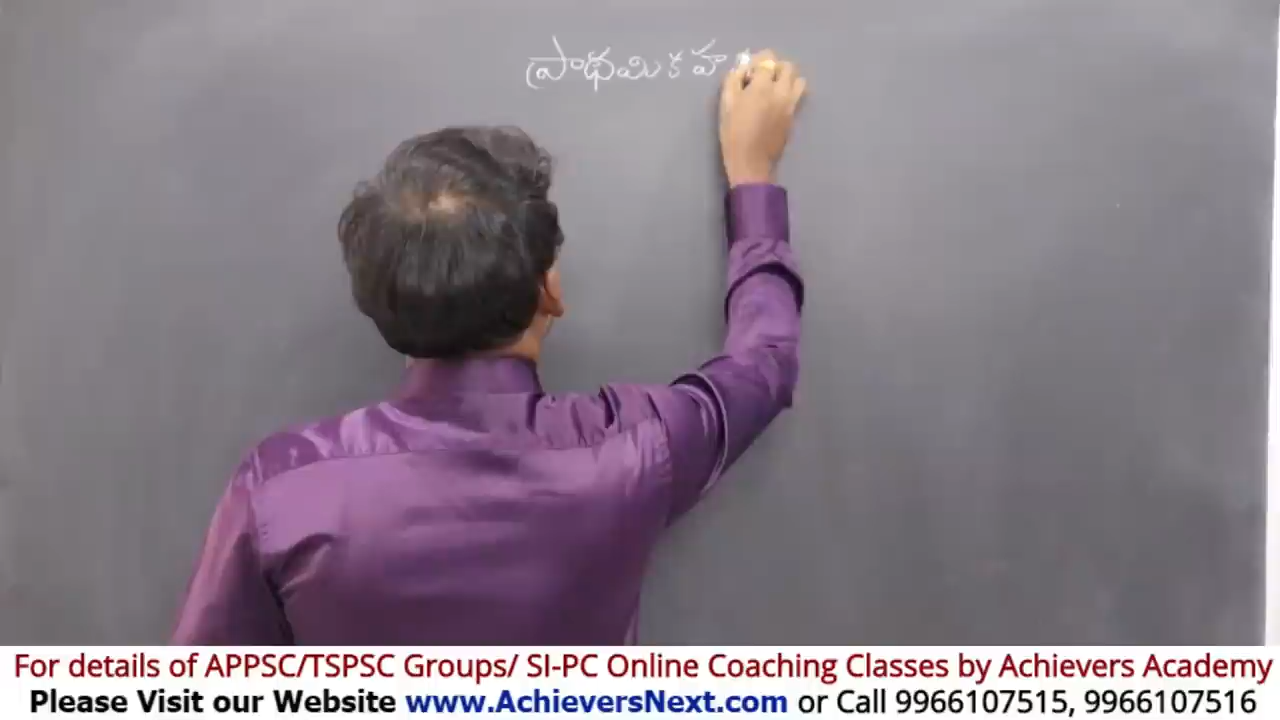 ప్రాథమిక హ
For details of APPSC/TSPSC Groups/ SI-PC Online Coaching Classes by Achievers Academy
Please Visit our Website www.AchieversNext.com or Call 9966107515, 9966107516